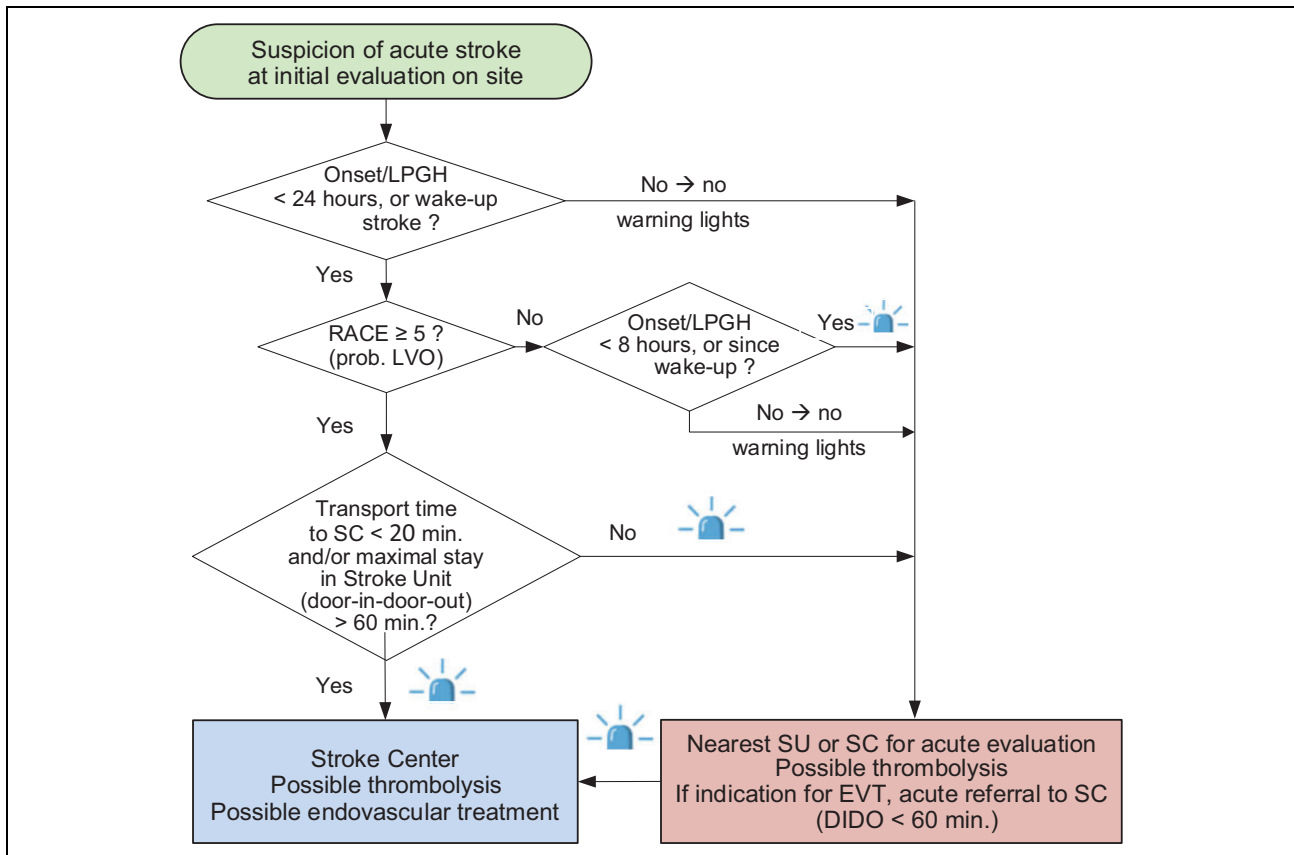 Suspicion of acute stroke
at initial evaluation on site
Onset/LPGH
< 24 hours, or wake-up
stroke ?
No → no
warning lights
Yes
RACE ≥ 5 ?
(prob. LVO)
No
Onset/LPGH
< 8 hours, or since
wake-up ?
Yes
No → no
warning lights
Yes
Transport time
to SC < 20 min.
and/or maximal stay
in Stroke Unit
(door-in-door-out)
> 60 min.?
No
Yes
Stroke Center
Possible thrombolysis
Possible endovascular treatment
Nearest SU or SC for acute evaluation
Possible thrombolysis
If indication for EVT, acute referral to SC
(DIDO < 60 min.)